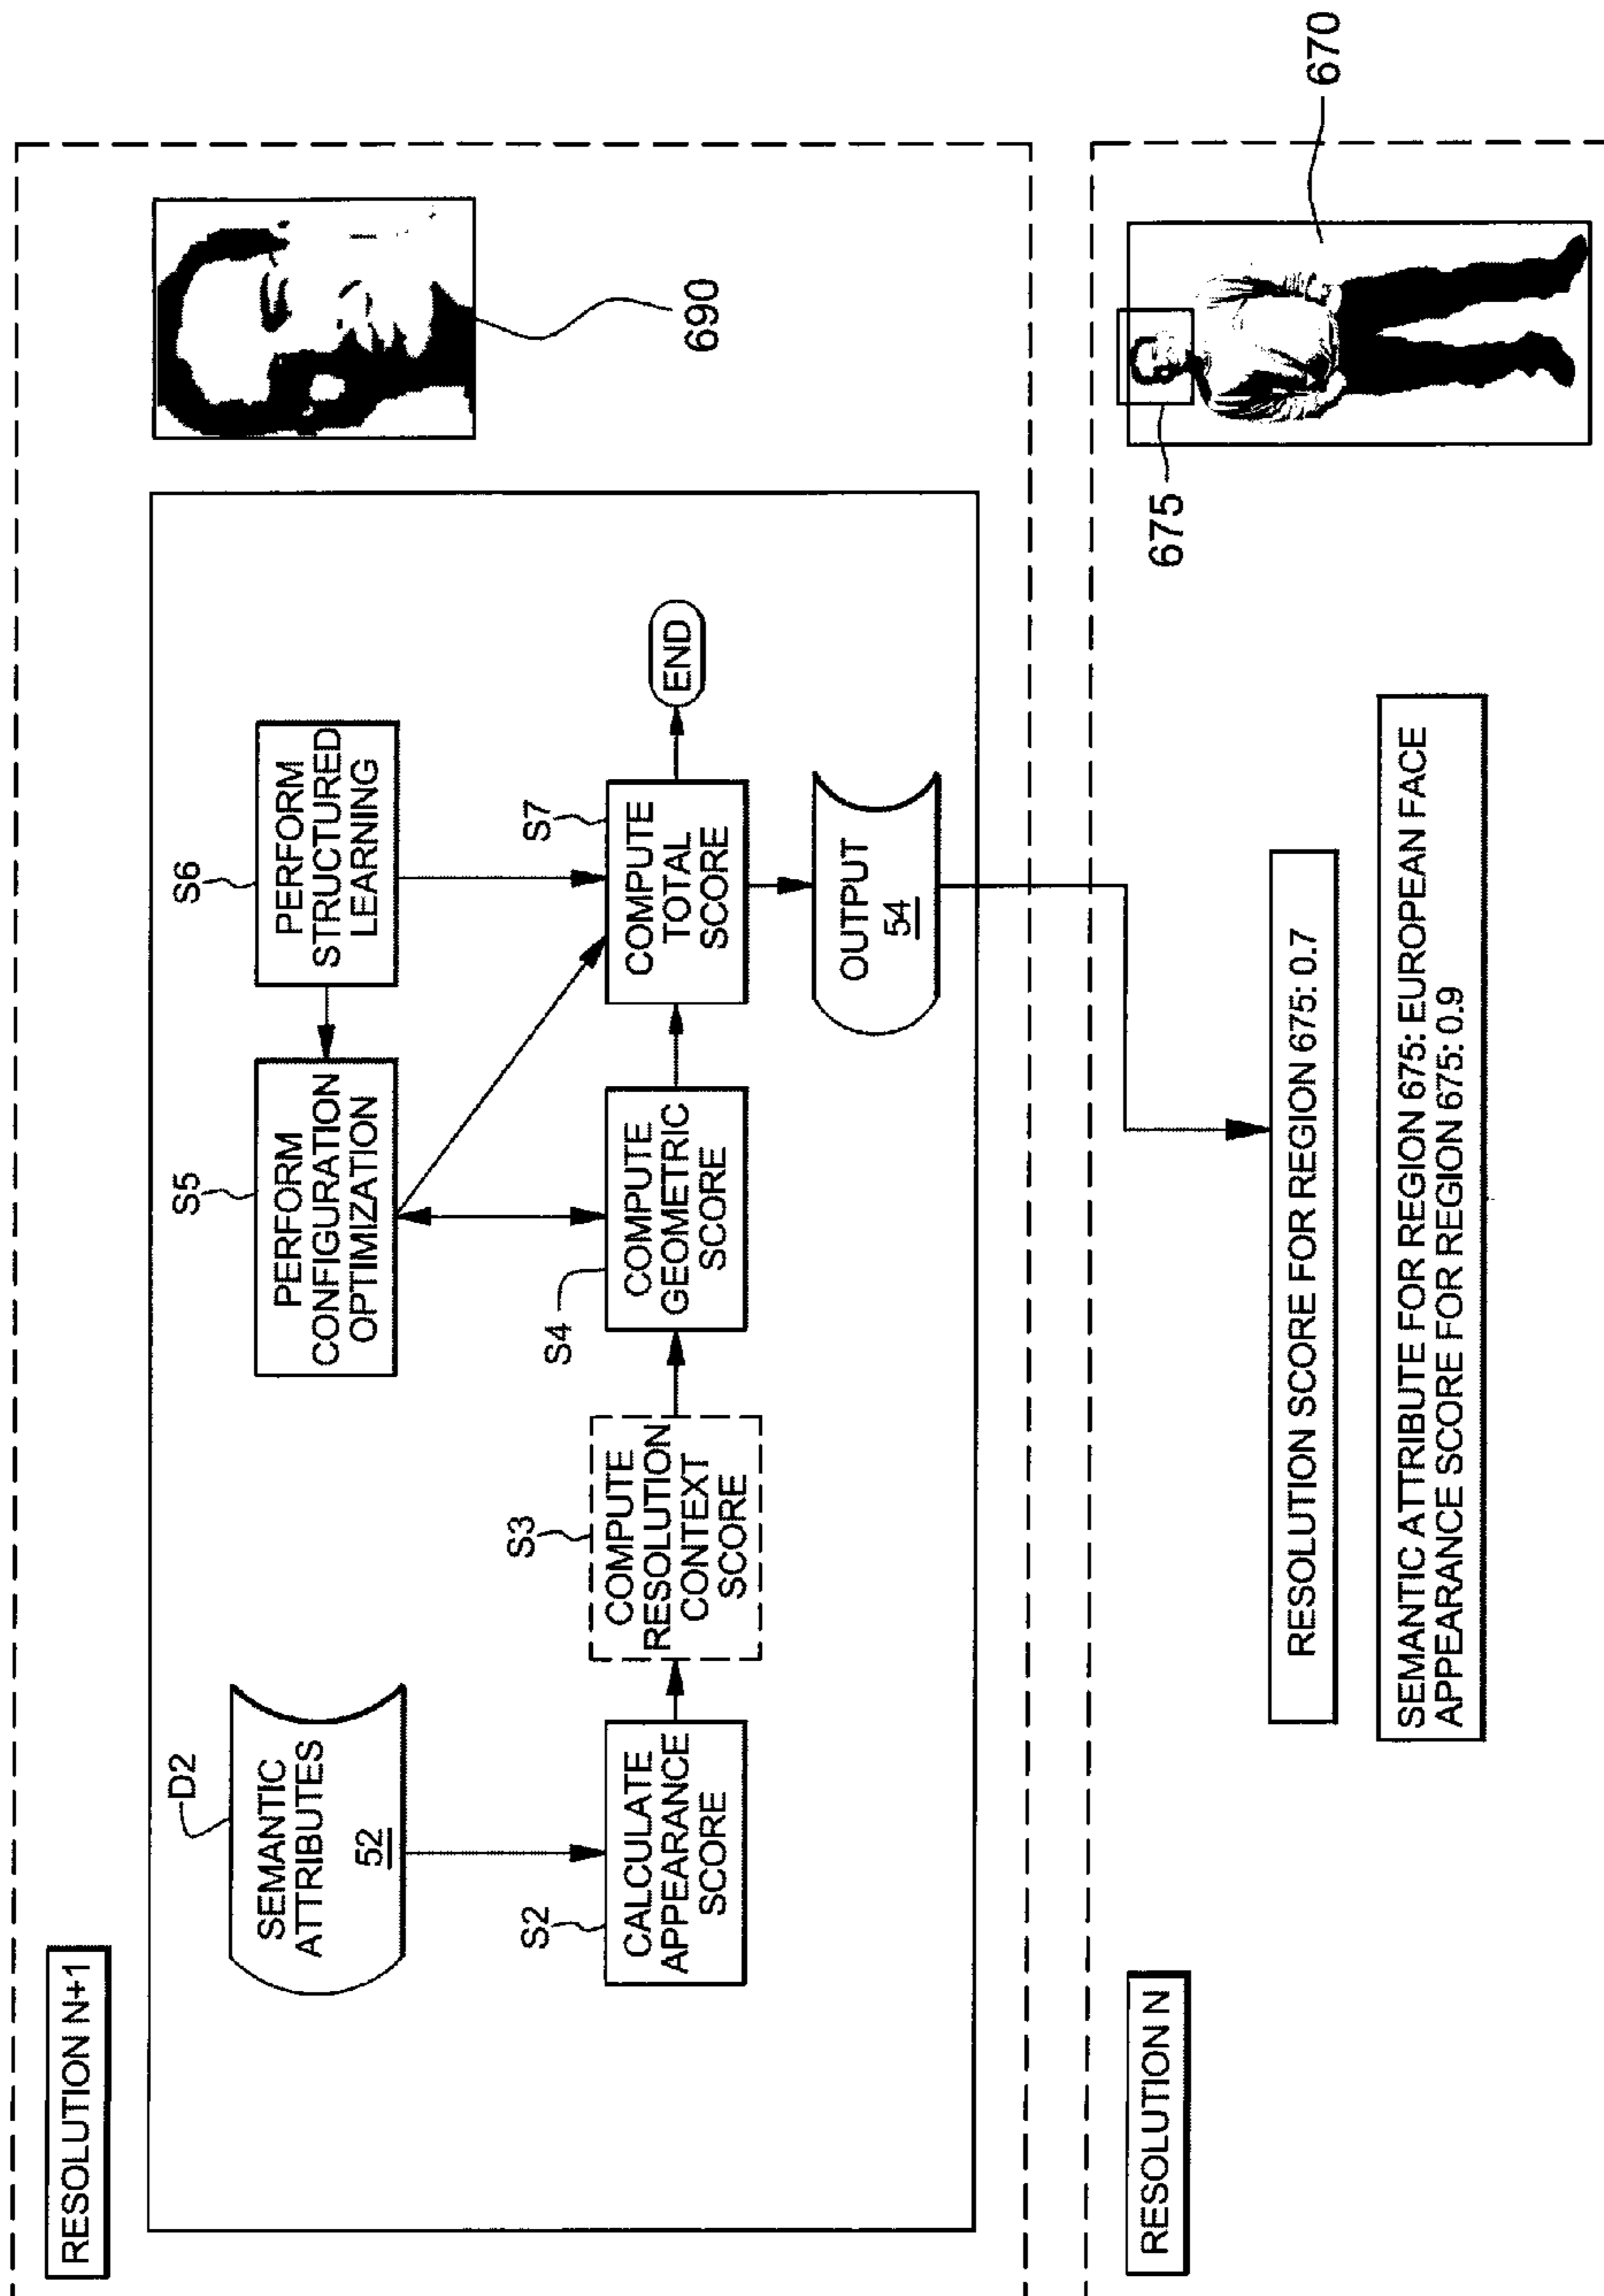 RESOLUTION N+1
D2
SEMANTIC
ATTRIBUTES
52
S5
PERFORM
CONFIGURATION
OPTIMIZATION
S6
PERFORM
STRUCTURED
LEARNING
S2
CALCULATE
APPEARANCE
SCORE
S3
COMPUTE
RESOLUTION
CONTEXT
SCORE
S4
COMPUTE
GEOMETRIC
SCORE
S7
COMPUTE
TOTAL
SCORE
END
OUTPUT
54
690
RESOLUTION N
RESOLUTION SCORE FOR REGION 675: 0.7
SEMANTIC ATTRIBUTE FOR REGION 675: EUROPEAN FACE
APPEARANCE SCORE FOR REGION 675: 0.9
675
670